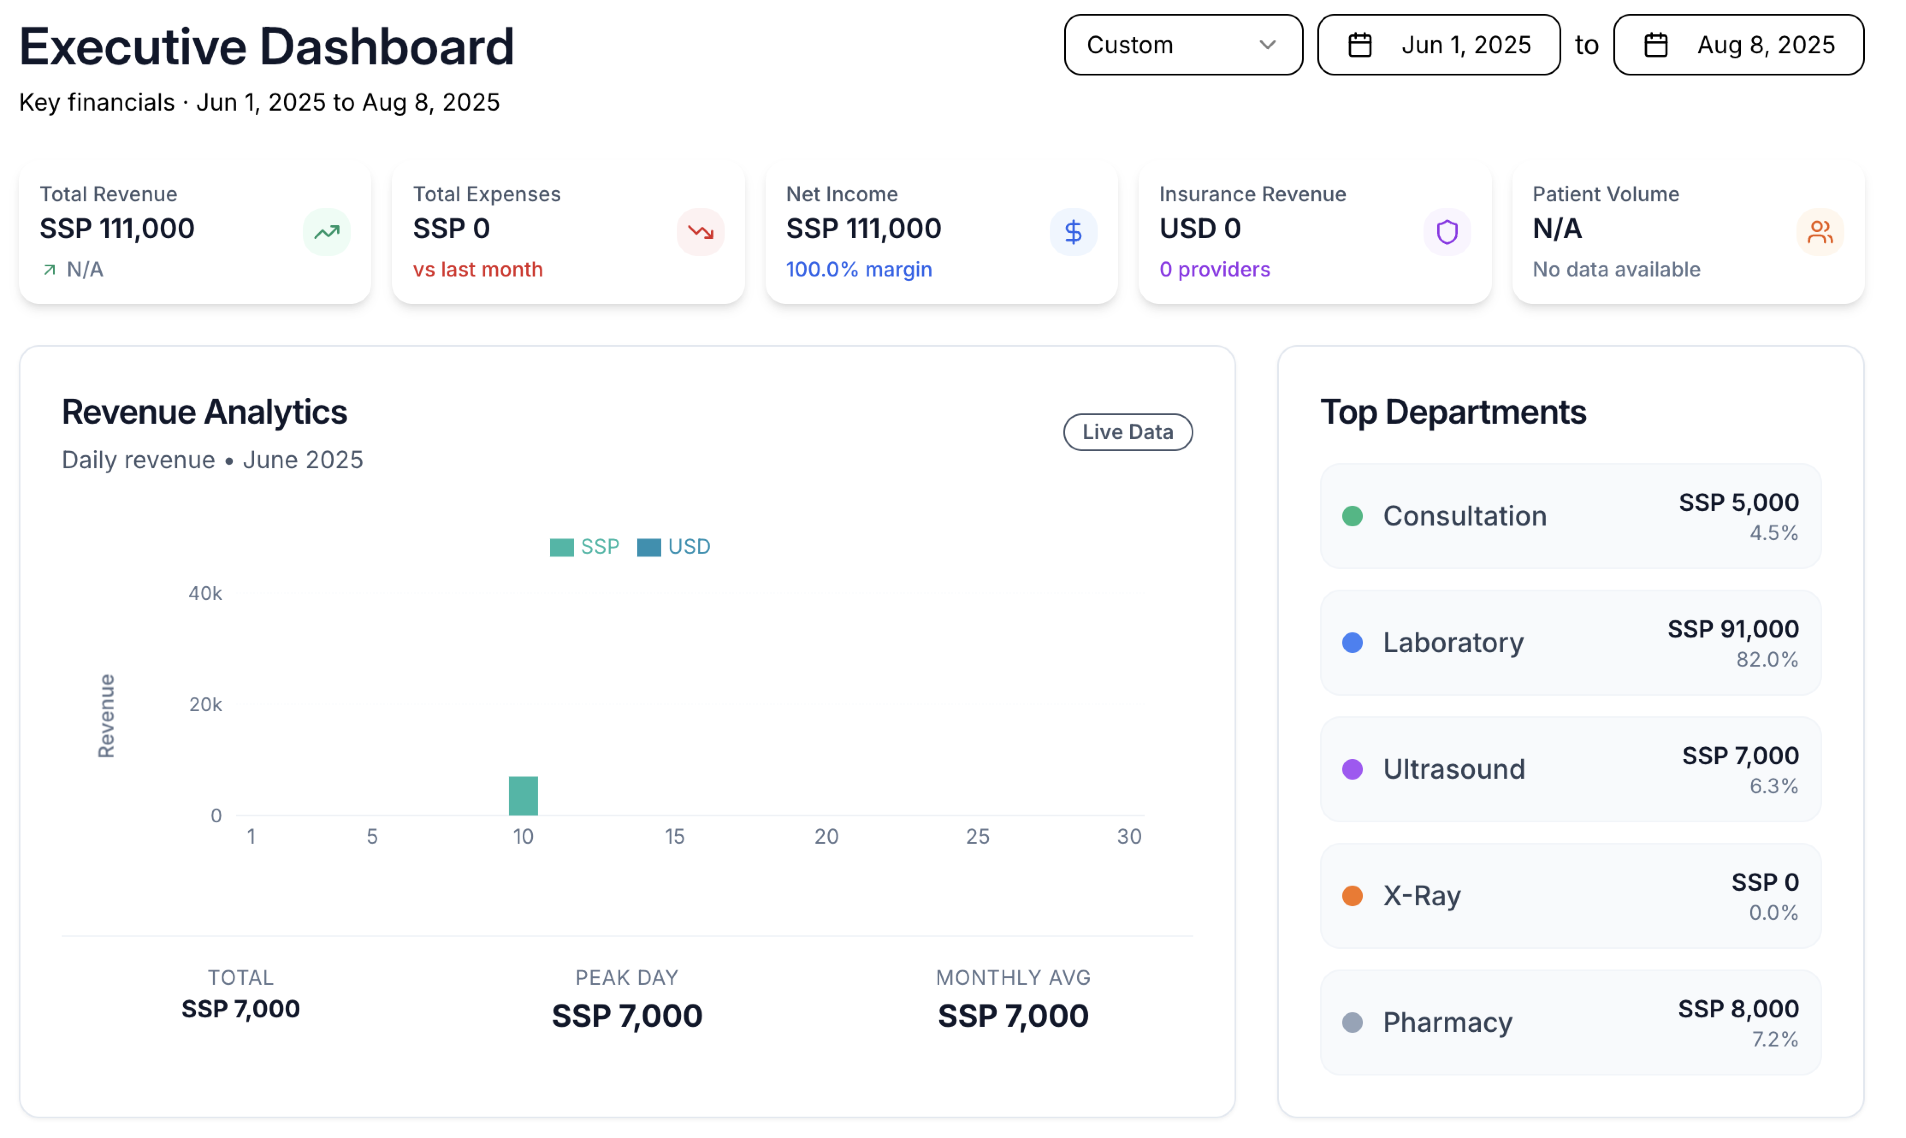 Executive Dashboard
Key financials · Jun 1, 2025 to Aug 8, 2025
Custom
Jun 1, 2025
to
Aug 8, 2025
Total Revenue
SSP 111,000
N/A
Total Expenses
SSP 0
vs last month
Net Income
SSP 111,000
100.0% margin
Insurance Revenue
USD 0
0 providers
Patient Volume
N/A
No data available
Revenue Analytics
Daily revenue • June 2025
Live Data
SSP
USD
Revenue
40k
20k
0
1 5 10 15 20 25 30
TOTAL
SSP 7,000
PEAK DAY
SSP 7,000
MONTHLY AVG
SSP 7,000
Top Departments
Consultation
SSP 5,000
4.5%
Laboratory
SSP 91,000
82.0%
Ultrasound
SSP 7,000
6.3%
X-Ray
SSP 0
0.0%
Pharmacy
SSP 8,000
7.2%